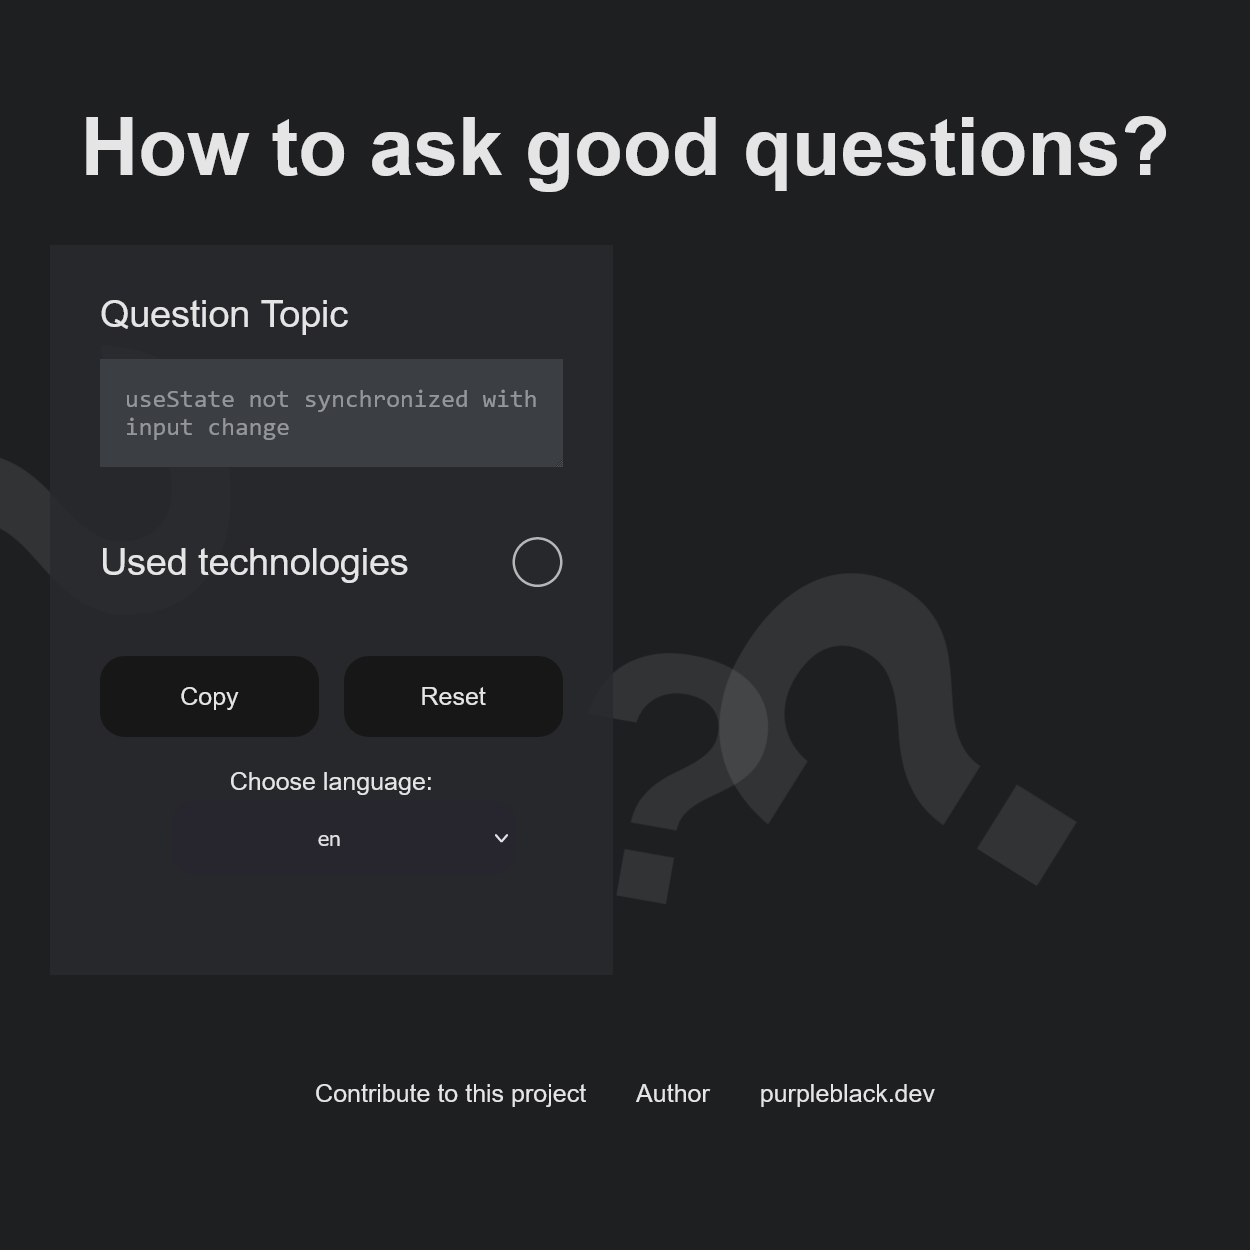 How to ask good questions?
Question Topic
useState not synchronized with
input change
Used technologies
Copy
Reset
Choose language:
en
Contribute to this project
Author
purpleblack.dev